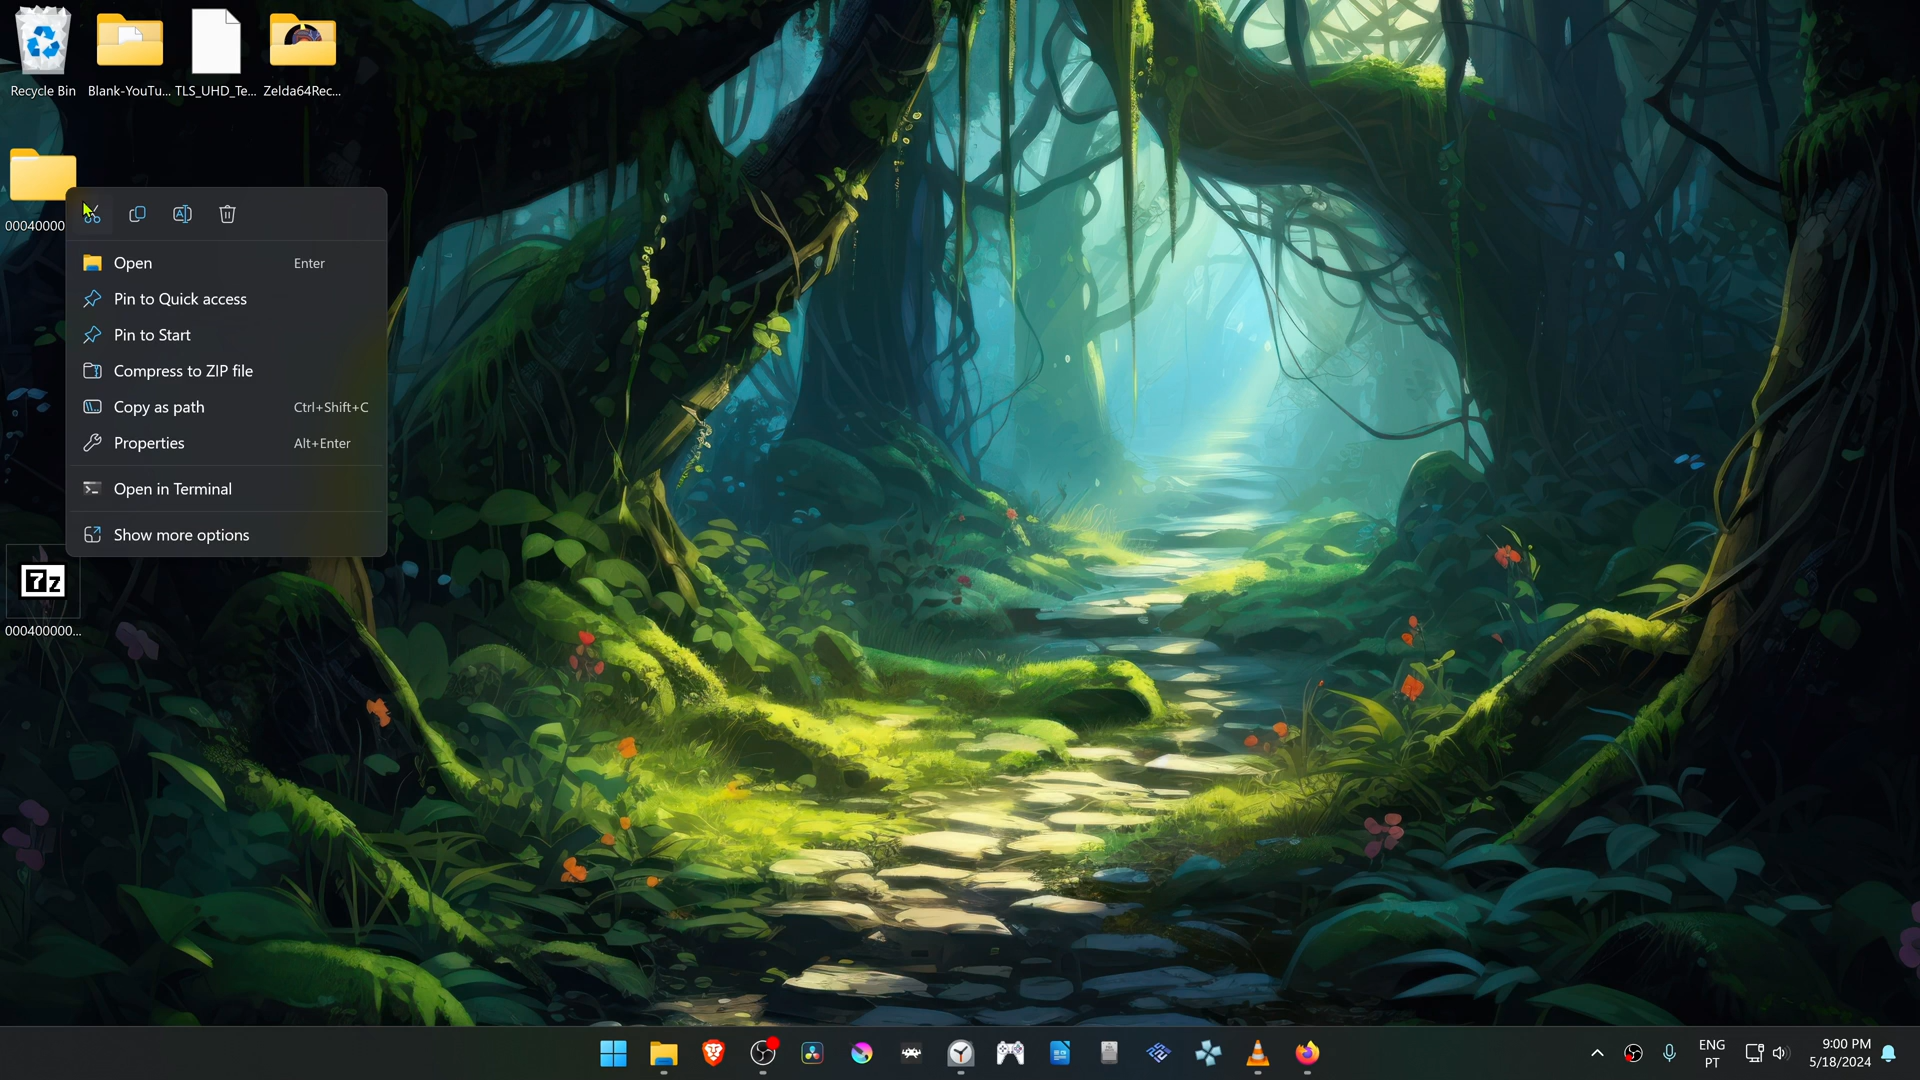 Recycle Bin
Blank-YouTu...
TLS_UHD_Te...
Zelda64Rec...
00040000
Open Enter
Pin to Quick access
Pin to Start
Compress to ZIP file
Copy as path Ctrl+Shift+C
Properties Alt+Enter
Open in Terminal
Show more options
7z
000400000...
ENG
PT
9:00 PM
5/18/2024